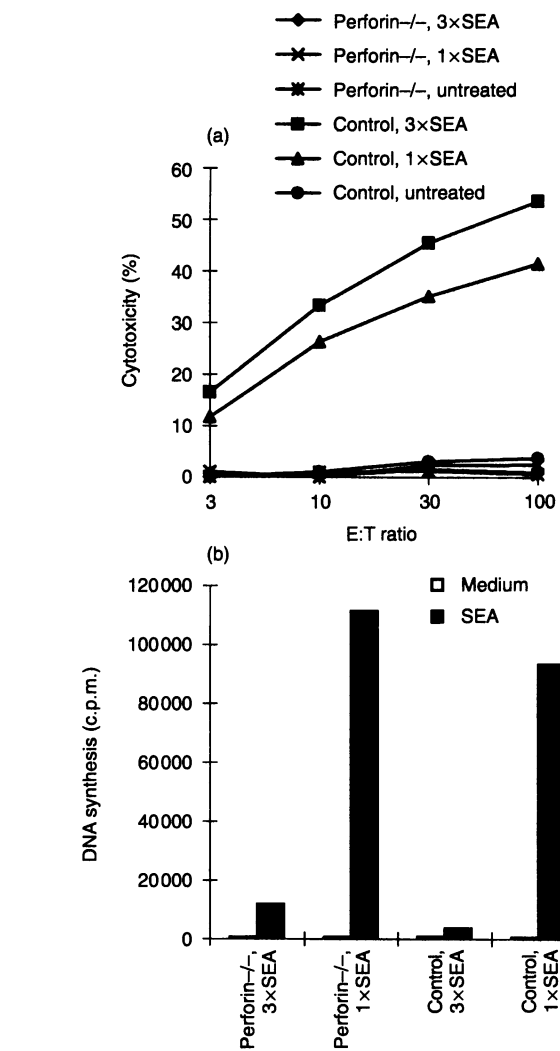 Perforin–/–, 3×SEA
Perforin–/–, 1×SEA
Perforin–/–, untreated
Control, 3×SEA
Control, 1×SEA
Control, untreated
(a)
60
50
40
30
20
10
0
Cytotoxicity (%)
3 10 30 100
E:T ratio
(b)
Medium
SEA
120000
100000
80000
60000
40000
20000
0
DNA synthesis (c.p.m.)
Perforin–/–,
3×SEA
Perforin–/–,
1×SEA,
Control,
3×SEA
Control,
1×SEA